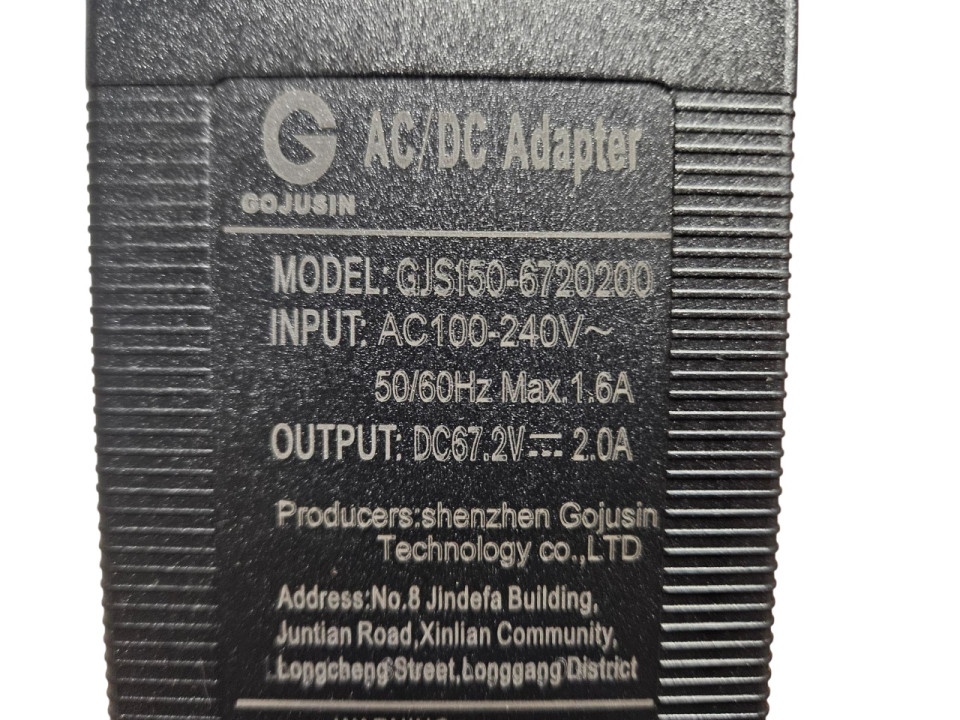 AC/DC Adapter
GOJUSIN
MODEL: GJS150-6720200
INPUT: AC100-240V~
50/60Hz Max.1.6A
OUTPUT: DC67.2V⎓ 2.0A
Producers:shenzhen Gojusin
Technology co.,LTD
Address:No.8 Jindefa Building,
Juntian Road,Xinlian Community,
Longcheng Street,Longgang District
WARNING